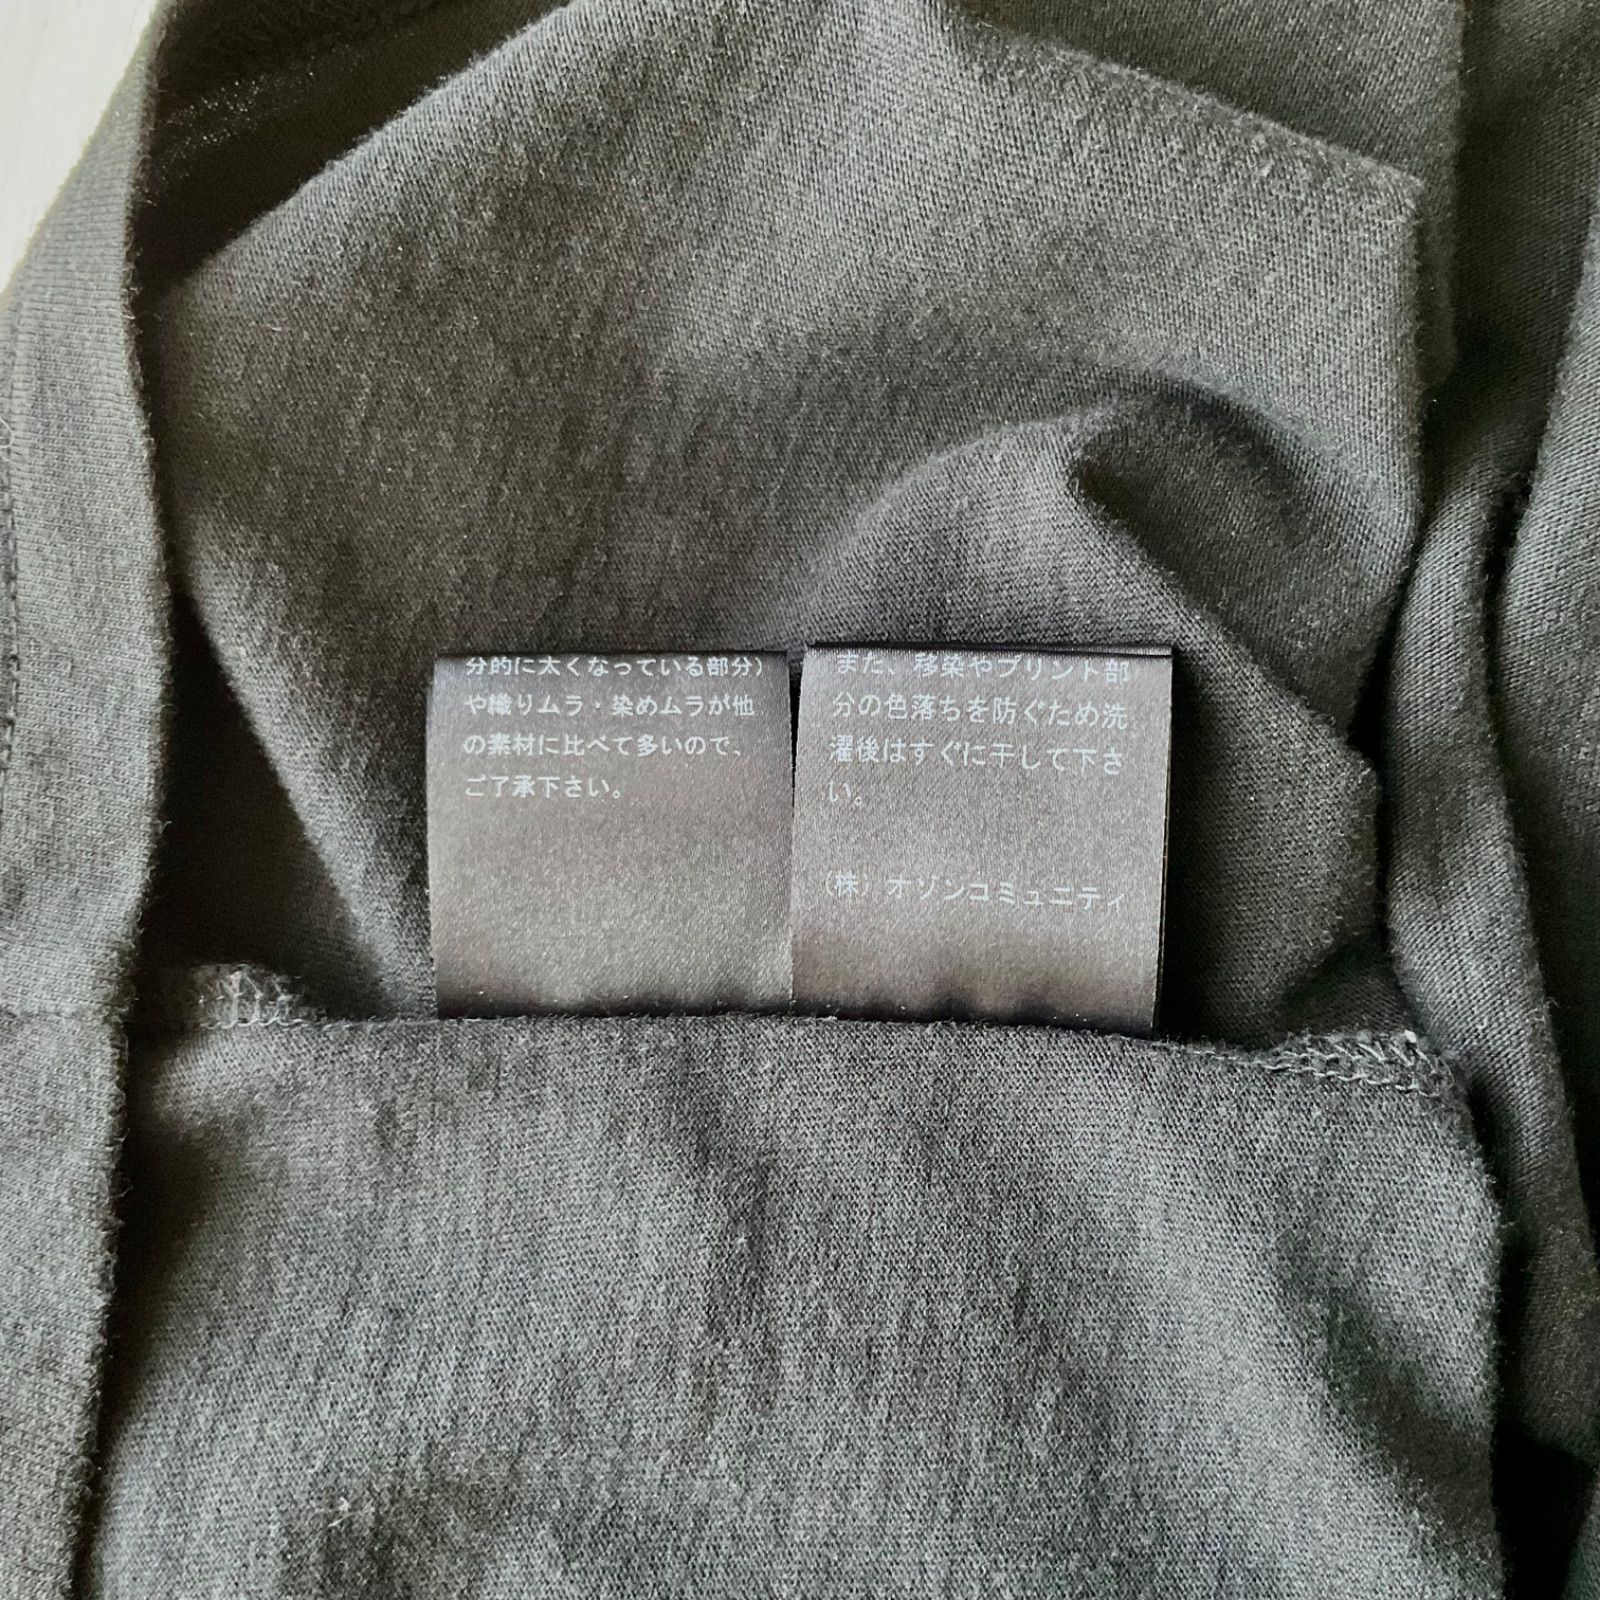 分的に太くなっている部分)
や織りムラ・染めムラが他
の素材に比べて多いので、
ご了承下さい。
また、移染やプリント部
分の色落ちを防ぐため洗
濯後はすぐに干して下さ
い。
(株)オゾンコミュニティ